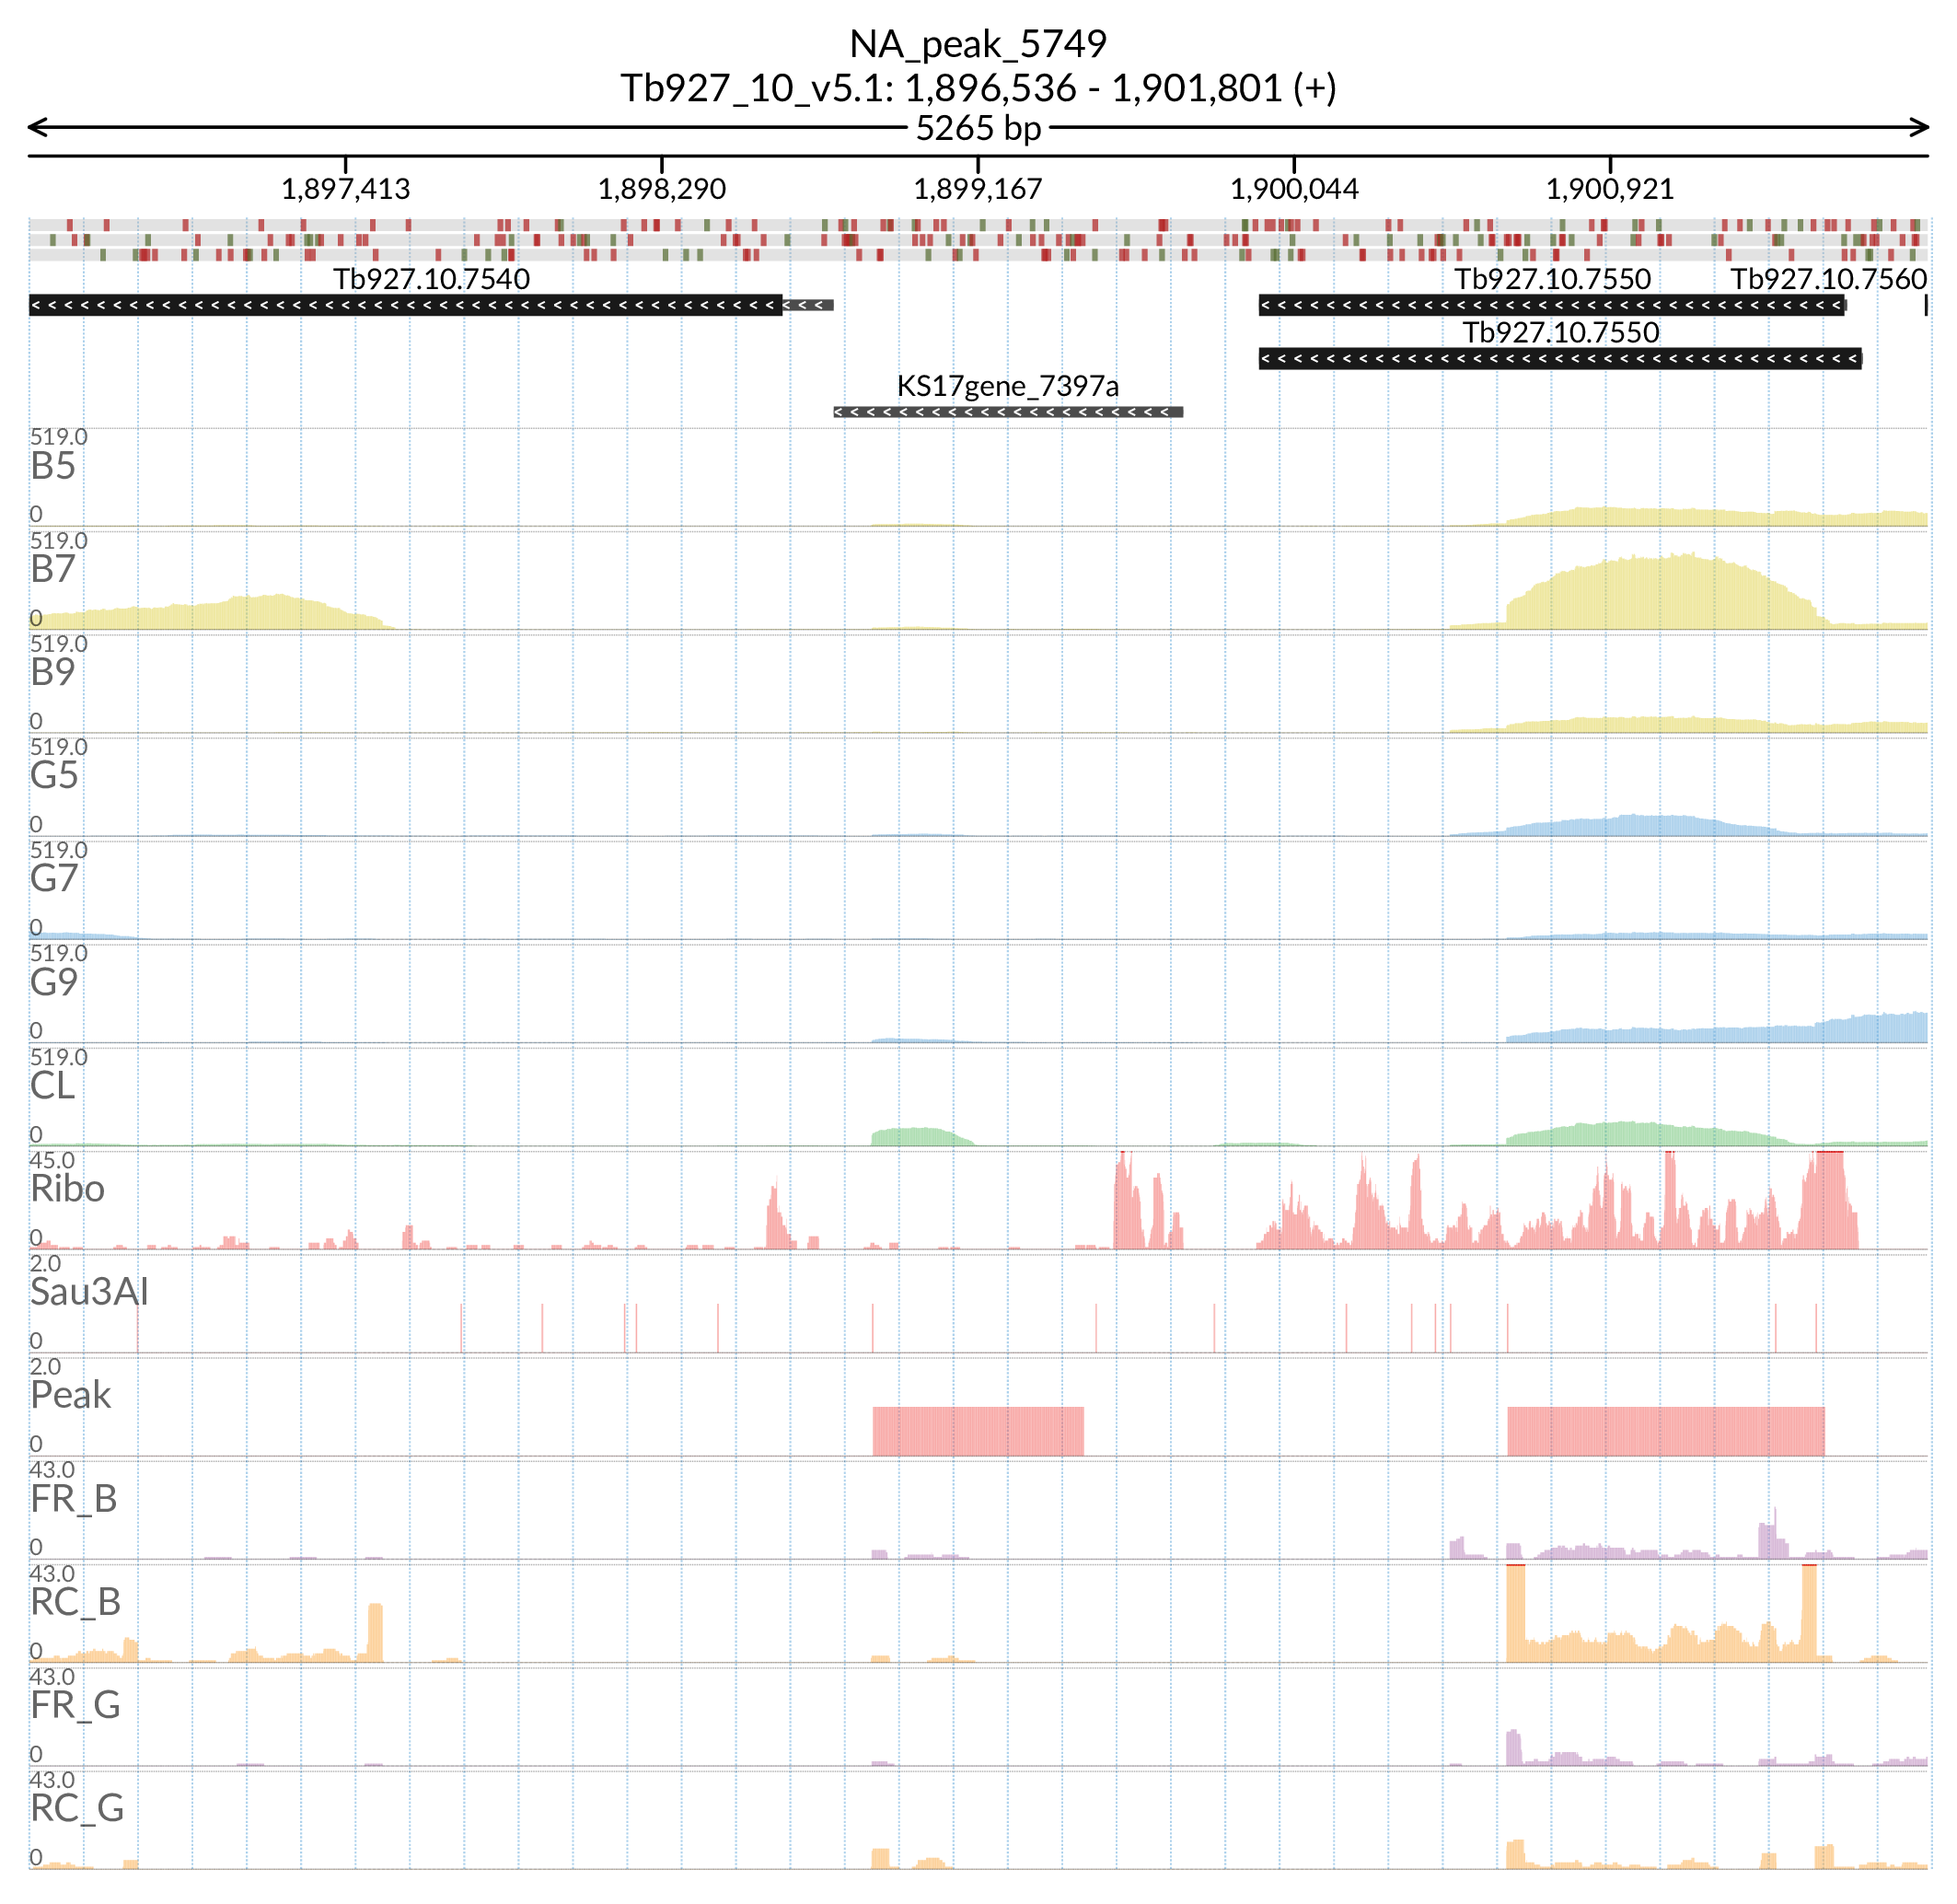 NA_peak_5749
Tb927_10_v5.1: 1,896,536 - 1,901,801 (+)
5265 bp
1,897,413 1,898,290 1,899,167 1,900,044 1,900,921
Tb927.10.7540 Tb927.10.7550 Tb927.10.7560
Tb927.10.7550
KS17gene_7397a
519.0
B5
0
519.0
B7
0
519.0
B9
0
519.0
G5
0
519.0
G7
0
519.0
G9
0
519.0
CL
0
45.0
Ribo
0
2.0
Sau3AI
0
2.0
Peak
0
43.0
FR_B
0
43.0
RC_B
0
43.0
FR_G
0
43.0
RC_G
0